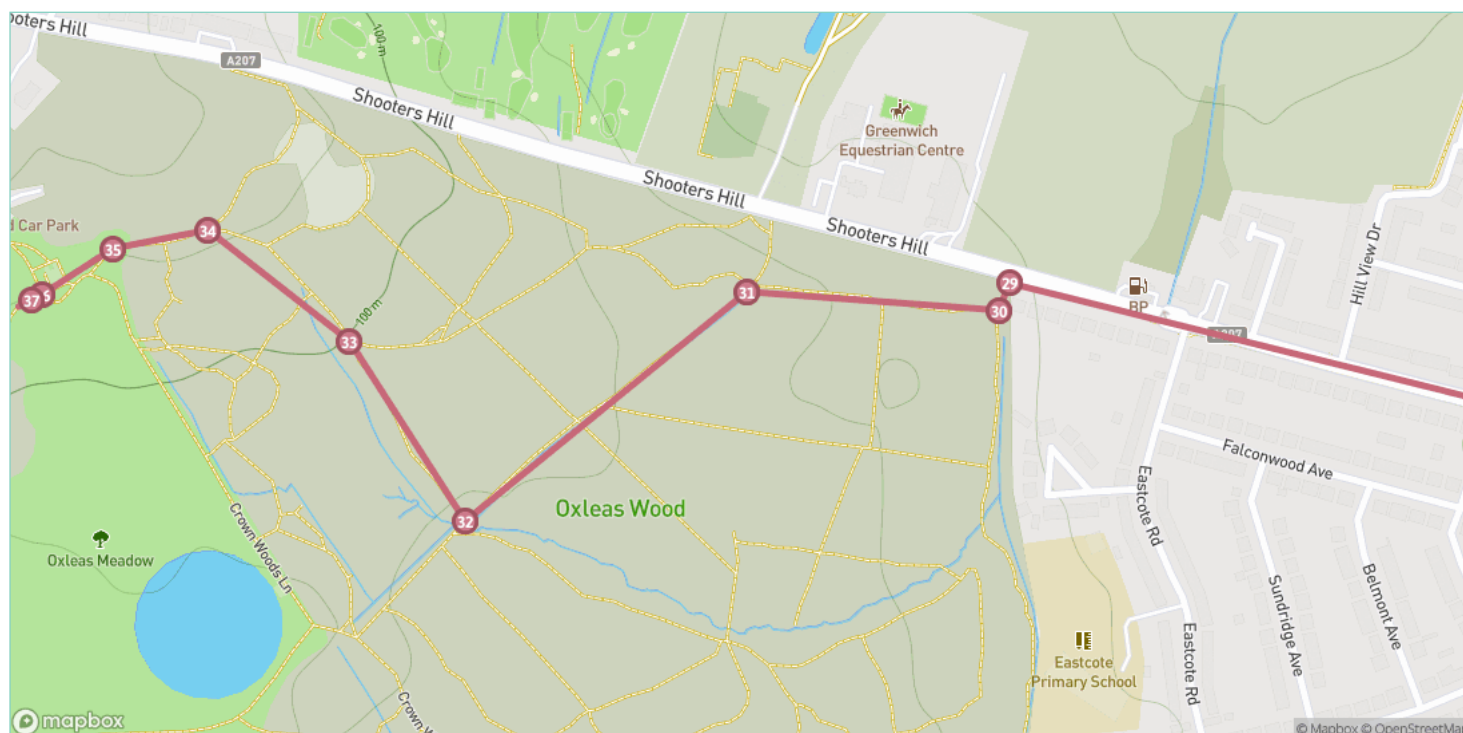 ooters Hill
A207
100 m
Shooters Hill
Greenwich
Equestrian Centre
Shooters Hill
Shooters Hill
d Car Park
34
35
37
29
BP
31
30
Hill View Dr
100 m
33
Falconwood Ave
Oxleas Wood
32
Eastcote Rd
Oxleas Meadow
Crown Woods Ln
Sundridge Ave
Belmont Ave
Eastcote
Primary School
Eastcote Rd
Crown W
mapbox
© Mapbox © OpenStreetMap